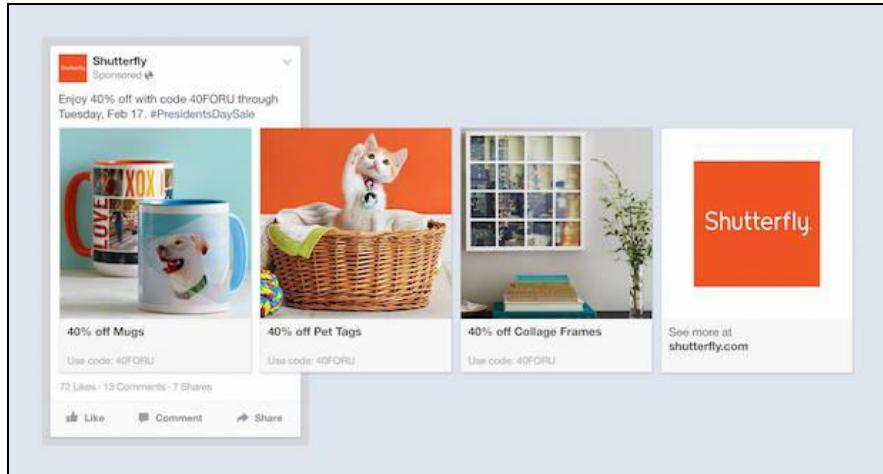 Shutterfly
Shutterfly
Sponsored
Enjoy 40% off with code 40FORU through
Tuesday, Feb 17. #PresidentsDaySale
LOVE
XOX
40% off Mugs
Use code: 40FORU
40% off Pet Tags
Use code: 40FORU
40% off Collage Frames
Use code: 40FORU
Shutterfly.
See more at
shutterfly.com
72 Likes · 13 Comments · 7 Shares
Like Comment Share